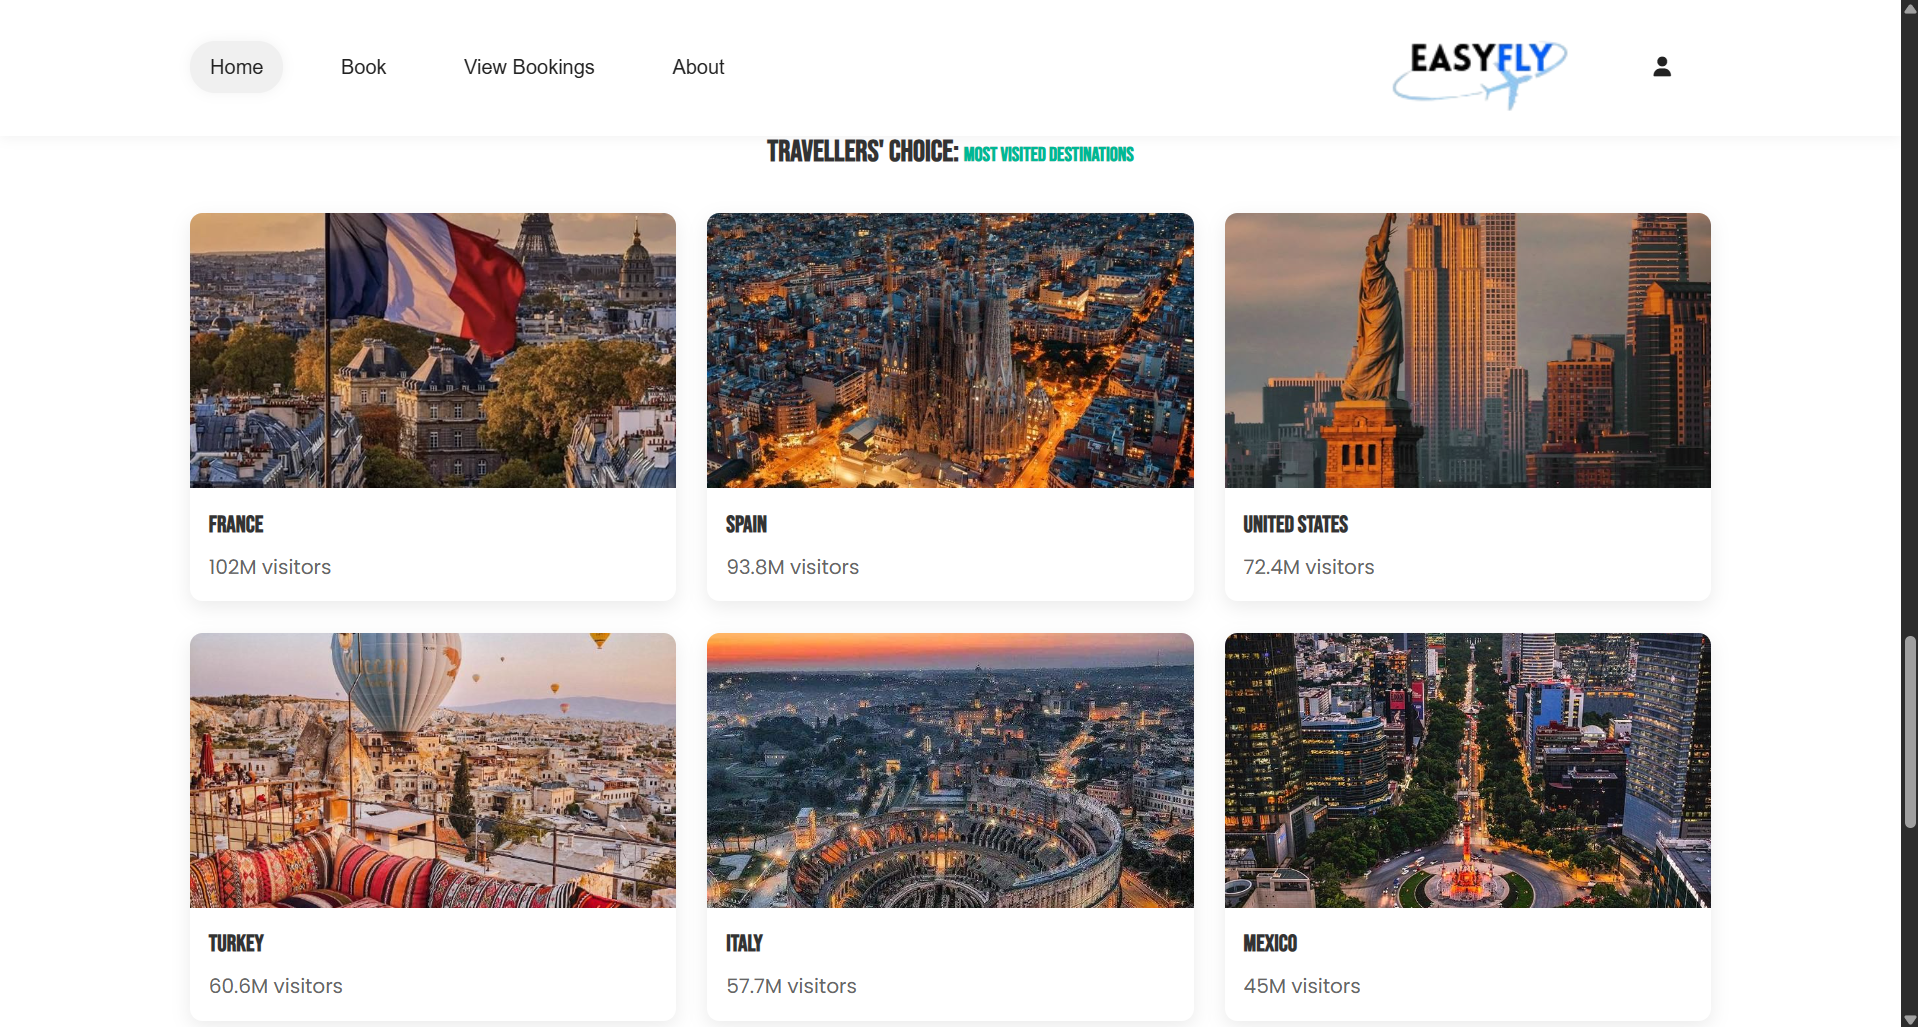 Home
Book
View Bookings
About
EASYFLY
TRAVELLERS' CHOICE: MOST VISITED DESTINATIONS
FRANCE
102M visitors
SPAIN
93.8M visitors
UNITED STATES
72.4M visitors
TURKEY
60.6M visitors
ITALY
57.7M visitors
MEXICO
45M visitors